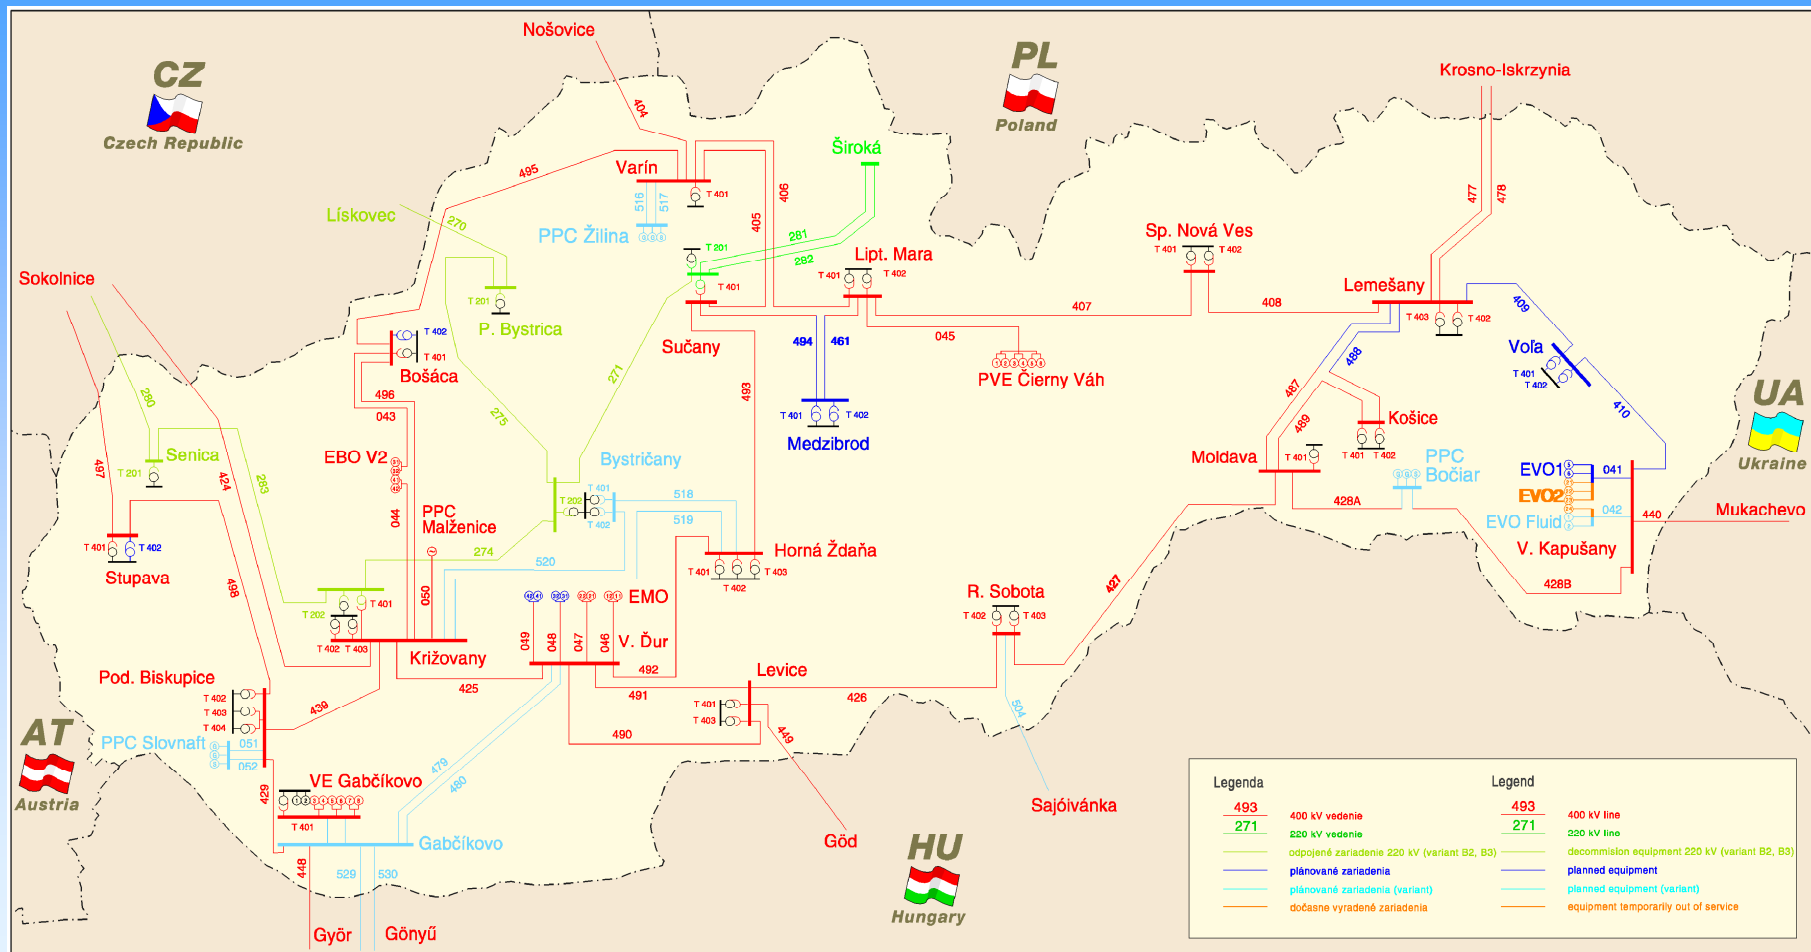 Nošovice
CZ
Czech Republic
PL
Poland
Krosno-Iskrzynia
404
495
Varín
T 401
516
517
PPC Žilina
Široká
406
405
281
282
477
478
Lískovec
270
Sokolnice
T 201
P. Bystrica
T 201
T 401
Sučany
Lipt. Mara
T 401
T 402
Sp. Nová Ves
T 401
T 402
407
408
045
PVE Čierny Váh
Lemešany
T 403
T 402
409
Voľa
T 401
T 402
410
UA
Ukraine
T 402
T 401
Bošáca
496
043
271
275
493
494
461
T 401
T 402
Medzibrod
487
488
489
Košice
T 401
T 402
Moldava
T 401
PPC
Bočiar
428A
EVO1
041
EVO2
EVO Fluid
042
440
Mukachevo
V. Kapušany
428B
280
Senica
T 201
283
497
424
EBO V2
044
PPC
Malženice
050
274
Bystričany
T 401
T 202
T 402
518
519
520
Horná Ždaňa
T 401
T 402
T 403
427
T 401
T 402
Stupava
498
T 401
T 202
T 402
T 403
Križovany
EMO
049
048
047
046
V. Ďur
492
R. Sobota
T 402
T 403
Pod. Biskupice
T 402
T 403
T 404
439
425
491
Levice
T 401
T 403
426
490
449
504
AT
Austria
PPC Slovnaft
051
052
429
VE Gabčíkovo
T 401
479
480
Gabčíkovo
448
529
530
Györ
Gönyű
Göd
Sajóivánka
HU
Hungary
Legenda
493
400 kV vedenie
271
220 kV vedenie
odpojené zariadenie 220 kV (variant B2, B3)
plánované zariadenia
plánované zariadenia (variant)
dočasne vyradené zariadenia
Legend
493
400 kV line
271
220 kV line
decommision equipment 220 kV (variant B2, B3)
planned equipment
planned equipment (variant)
equipment temporarily out of service